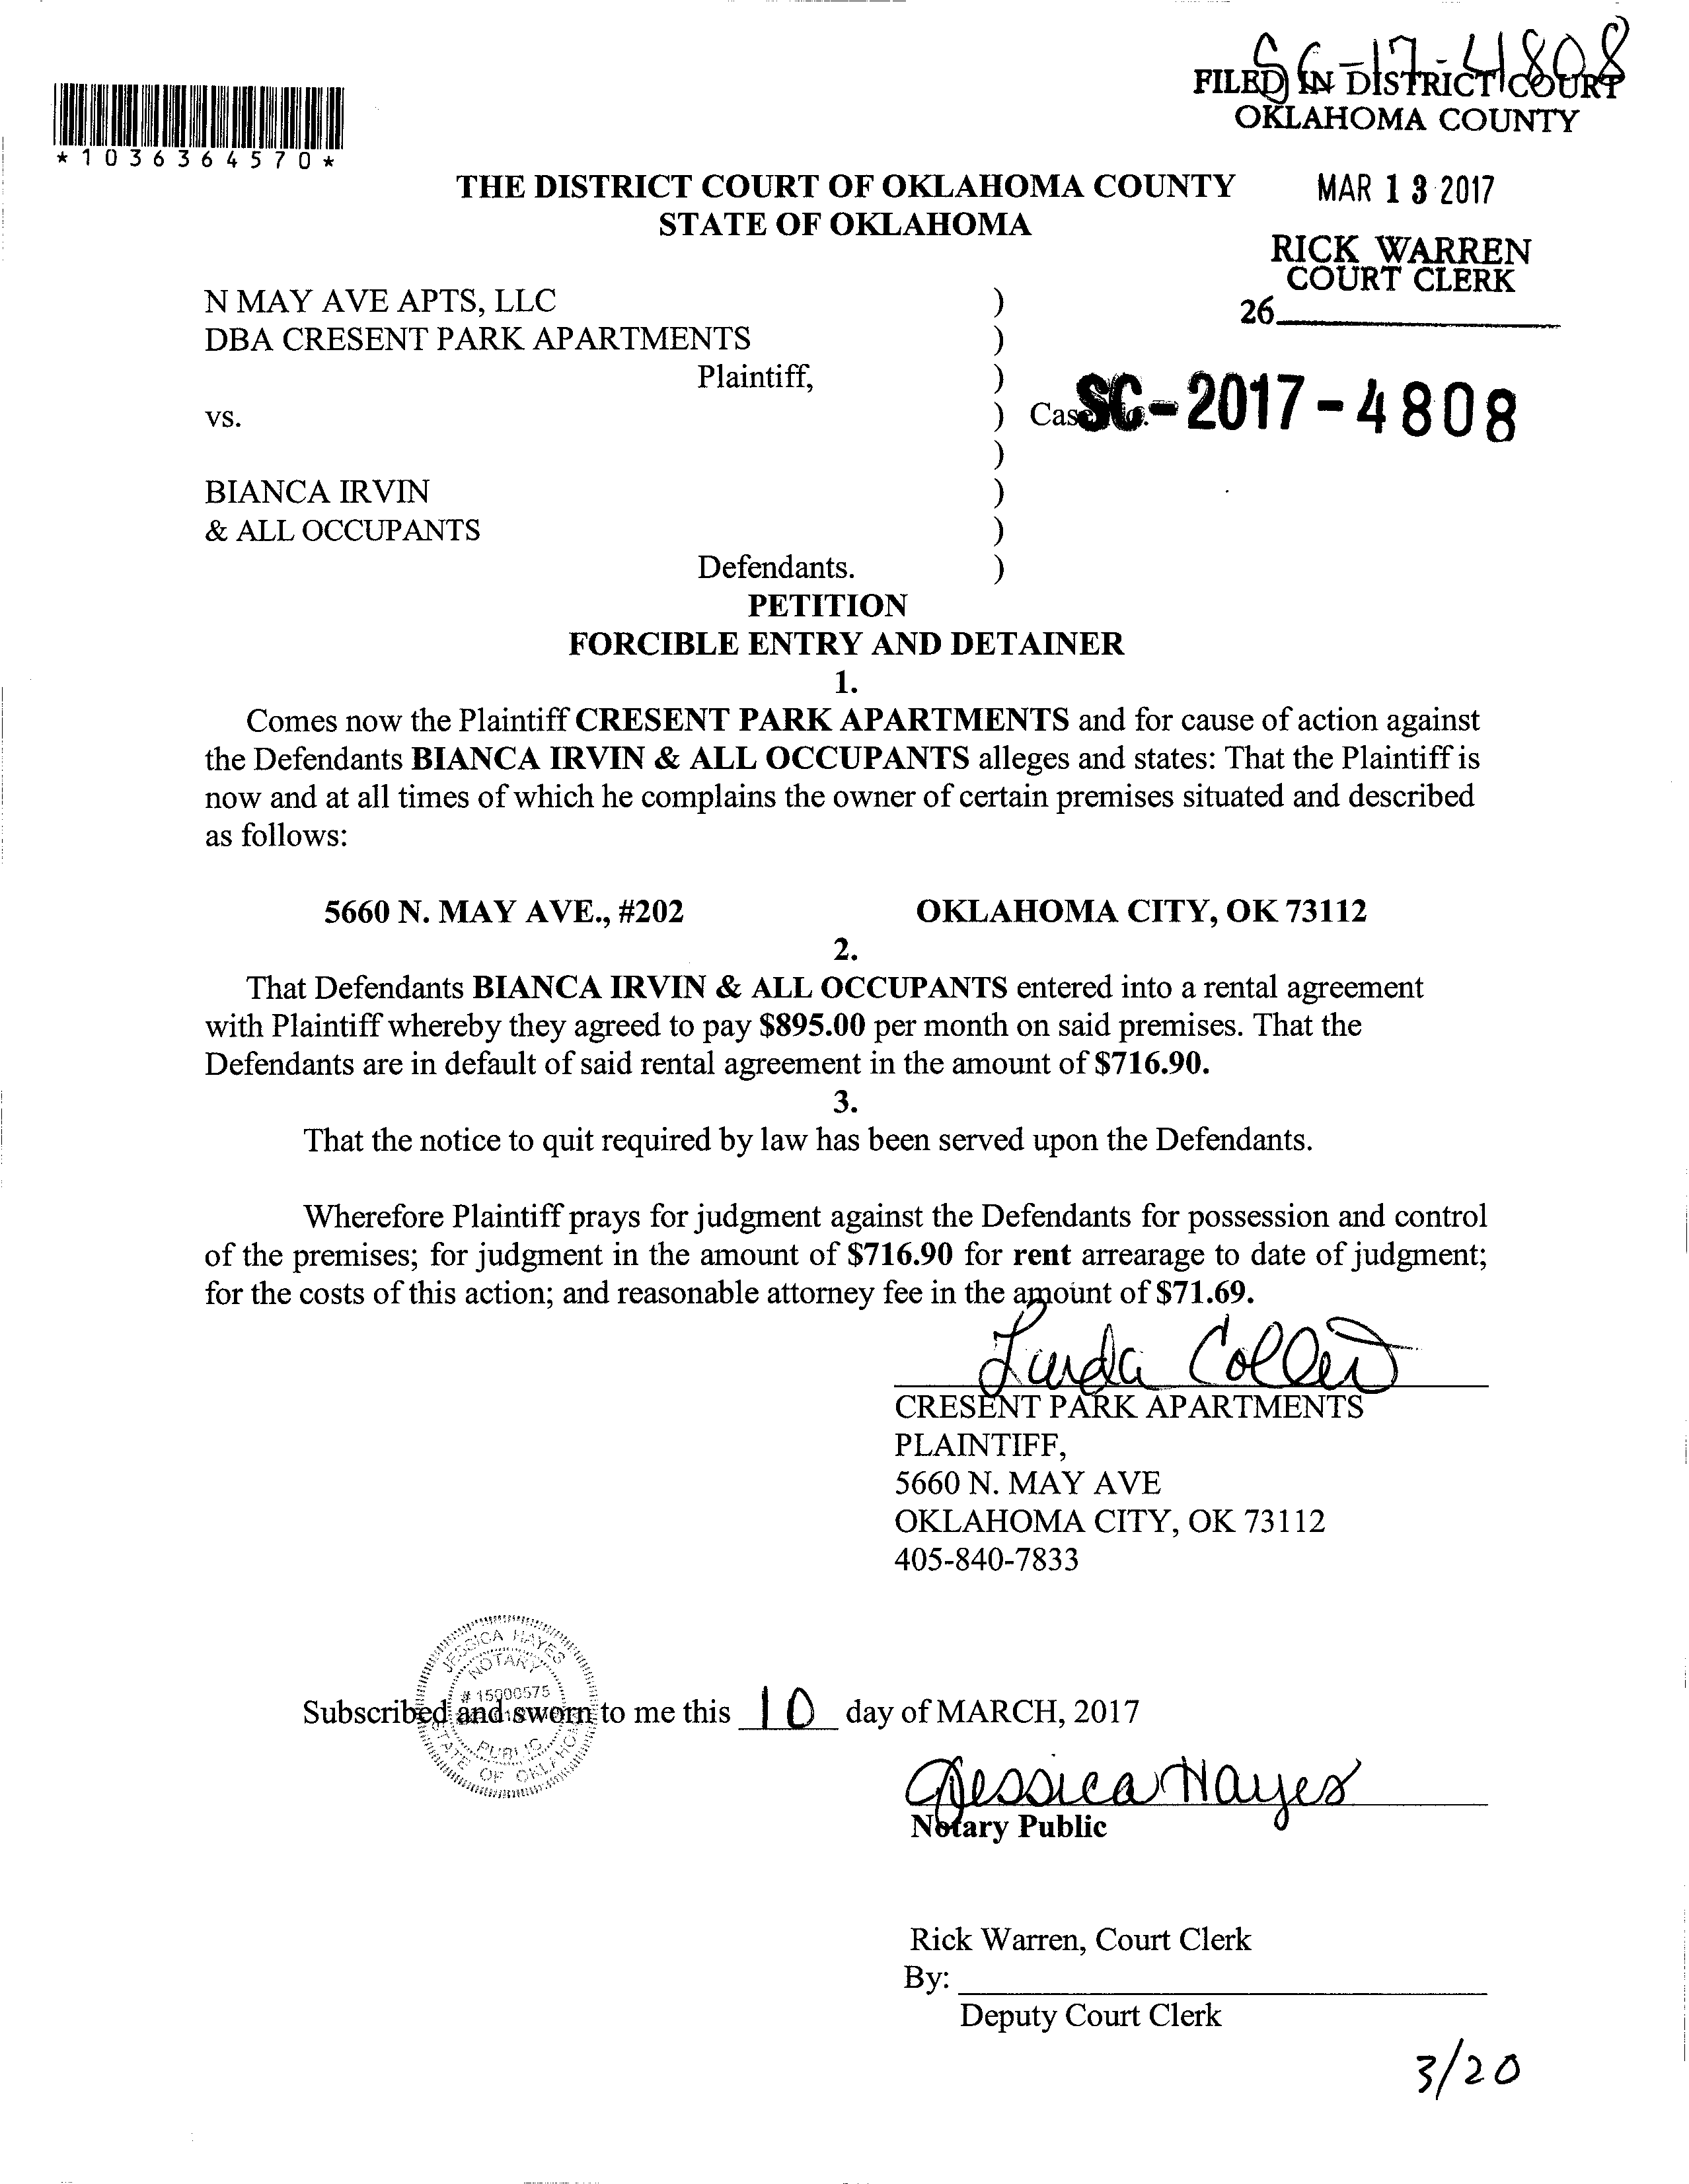 SC-17-4808
FILED IN DISTRICT COURT
OKLAHOMA COUNTY
*1036364570*
THE DISTRICT COURT OF OKLAHOMA COUNTY
STATE OF OKLAHOMA
MAR 13 2017
RICK WARREN
COURT CLERK
26
N MAY AVE APTS, LLC )
DBA CRESENT PARK APARTMENTS )
Plaintiff, )
vs. ) Case No. SC-2017-4808
)
BIANCA IRVIN )
& ALL OCCUPANTS )
Defendants. )
PETITION
FORCIBLE ENTRY AND DETAINER
1.
Comes now the Plaintiff CRESENT PARK APARTMENTS and for cause of action against
the Defendants BIANCA IRVIN & ALL OCCUPANTS alleges and states: That the Plaintiff is
now and at all times of which he complains the owner of certain premises situated and described
as follows:
5660 N. MAY AVE., #202 OKLAHOMA CITY, OK 73112
2.
That Defendants BIANCA IRVIN & ALL OCCUPANTS entered into a rental agreement
with Plaintiff whereby they agreed to pay $895.00 per month on said premises. That the
Defendants are in default of said rental agreement in the amount of $716.90.
3.
That the notice to quit required by law has been served upon the Defendants.
Wherefore Plaintiff prays for judgment against the Defendants for possession and control
of the premises; for judgment in the amount of $716.90 for rent arrearage to date of judgment;
for the costs of this action; and reasonable attorney fee in the amount of $71.69.
Linda Collier
CRESENT PARK APARTMENTS
PLAINTIFF,
5660 N. MAY AVE
OKLAHOMA CITY, OK 73112
405-840-7833
JESSICA HAYES
NOTARY
# 15000575
PUBLIC
STATE OF OKLAHOMA
Subscribed and sworn to me this 10 day of MARCH, 2017
Jessica Hayes
Notary Public
Rick Warren, Court Clerk
By:
Deputy Court Clerk
3/20